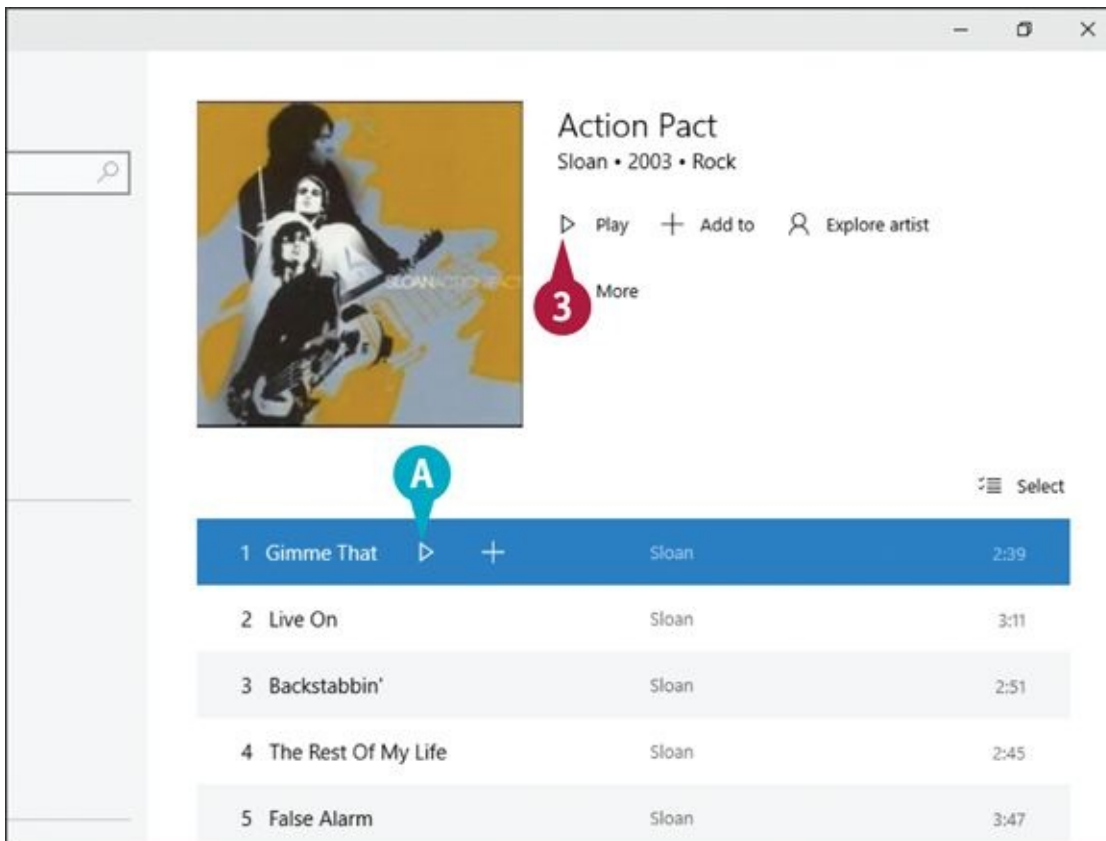 Action Pact
Sloan • 2003 • Rock
Play Add to Explore artist
3 More
SLOANACTIONPACT
A
Select
1 Gimme That Sloan 2:39
2 Live On Sloan 3:11
3 Backstabbin' Sloan 2:51
4 The Rest Of My Life Sloan 2:45
5 False Alarm Sloan 3:47